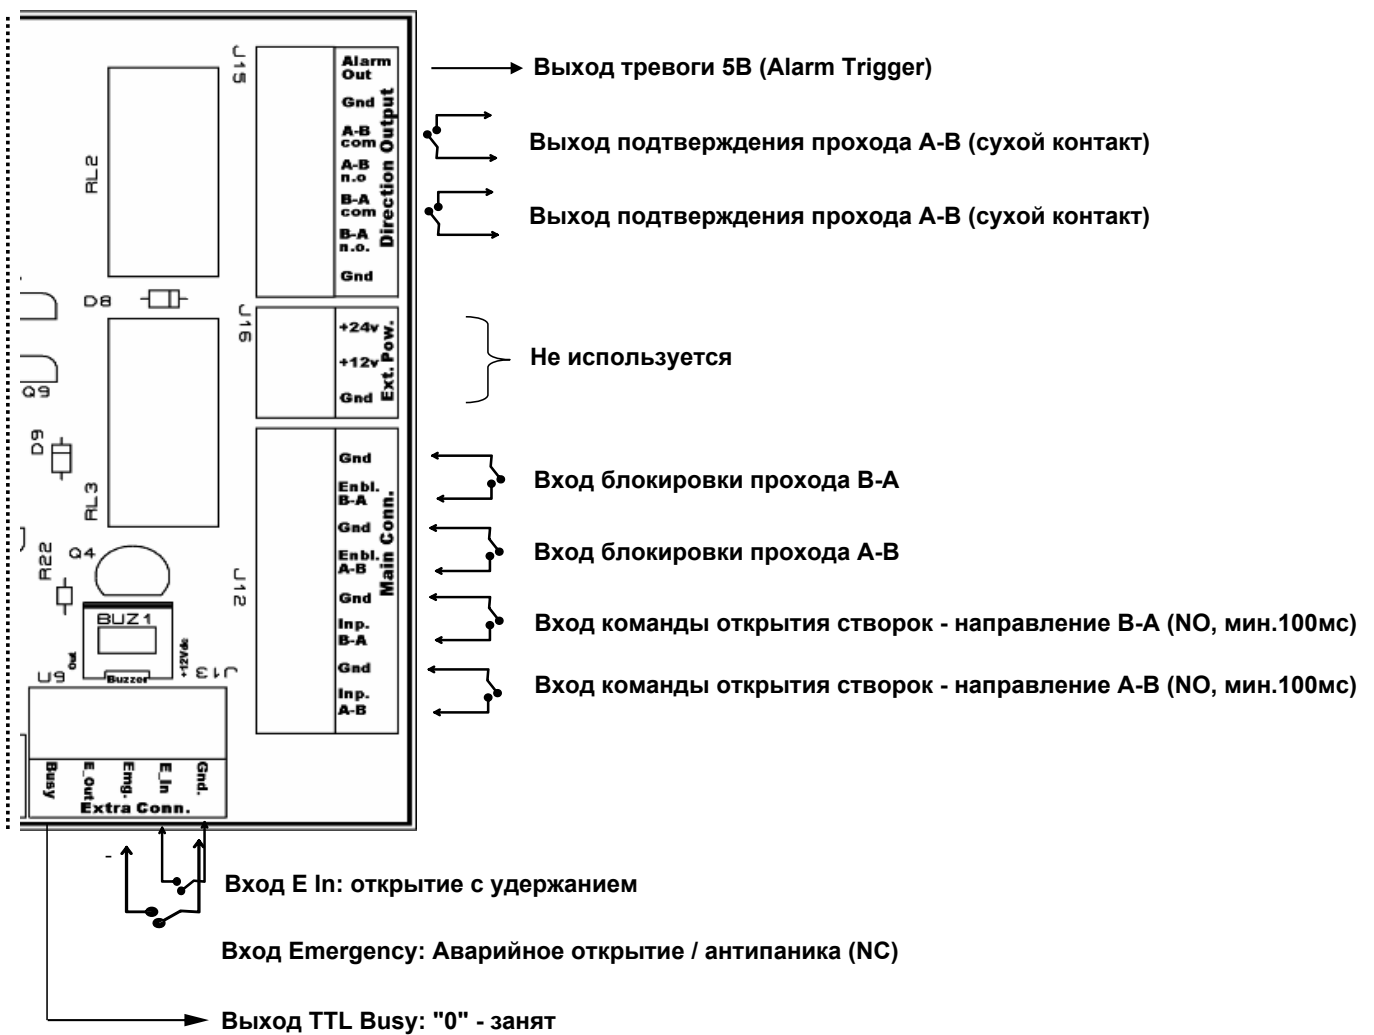 J15
Alarm
Out
Gnd
A-B
com
A-B
n.o
B-A
com
B-A
n.o.
Gnd
Direction Output
Выход тревоги 5В (Alarm Trigger)
Выход подтверждения прохода А-В (сухой контакт)
Выход подтверждения прохода А-В (сухой контакт)
RL2
D8
J16
+24v
+12v
Gnd
Ext. Pow.
Не используется
Q9
D9
RL3
R22
Q4
J12
Gnd
Enbl.
B-A
Gnd
Enbl.
A-B
Gnd
Inp.
B-A
Gnd
Inp.
A-B
Main Conn.
Вход блокировки прохода В-А
Вход блокировки прохода А-В
Вход команды открытия створок - направление В-А (NO, мин.100мс)
Вход команды открытия створок - направление А-В (NO, мин.100мс)
BUZ1
Out
+12Vdc
Buzzer
U9
J13
Busy
E_Out
Emg.
E_In
Gnd.
Extra Conn.
-
Вход E In: открытие с удержанием
Вход Emergency: Аварийное открытие / антипаника (NC)
Выход TTL Busy: "0" - занят